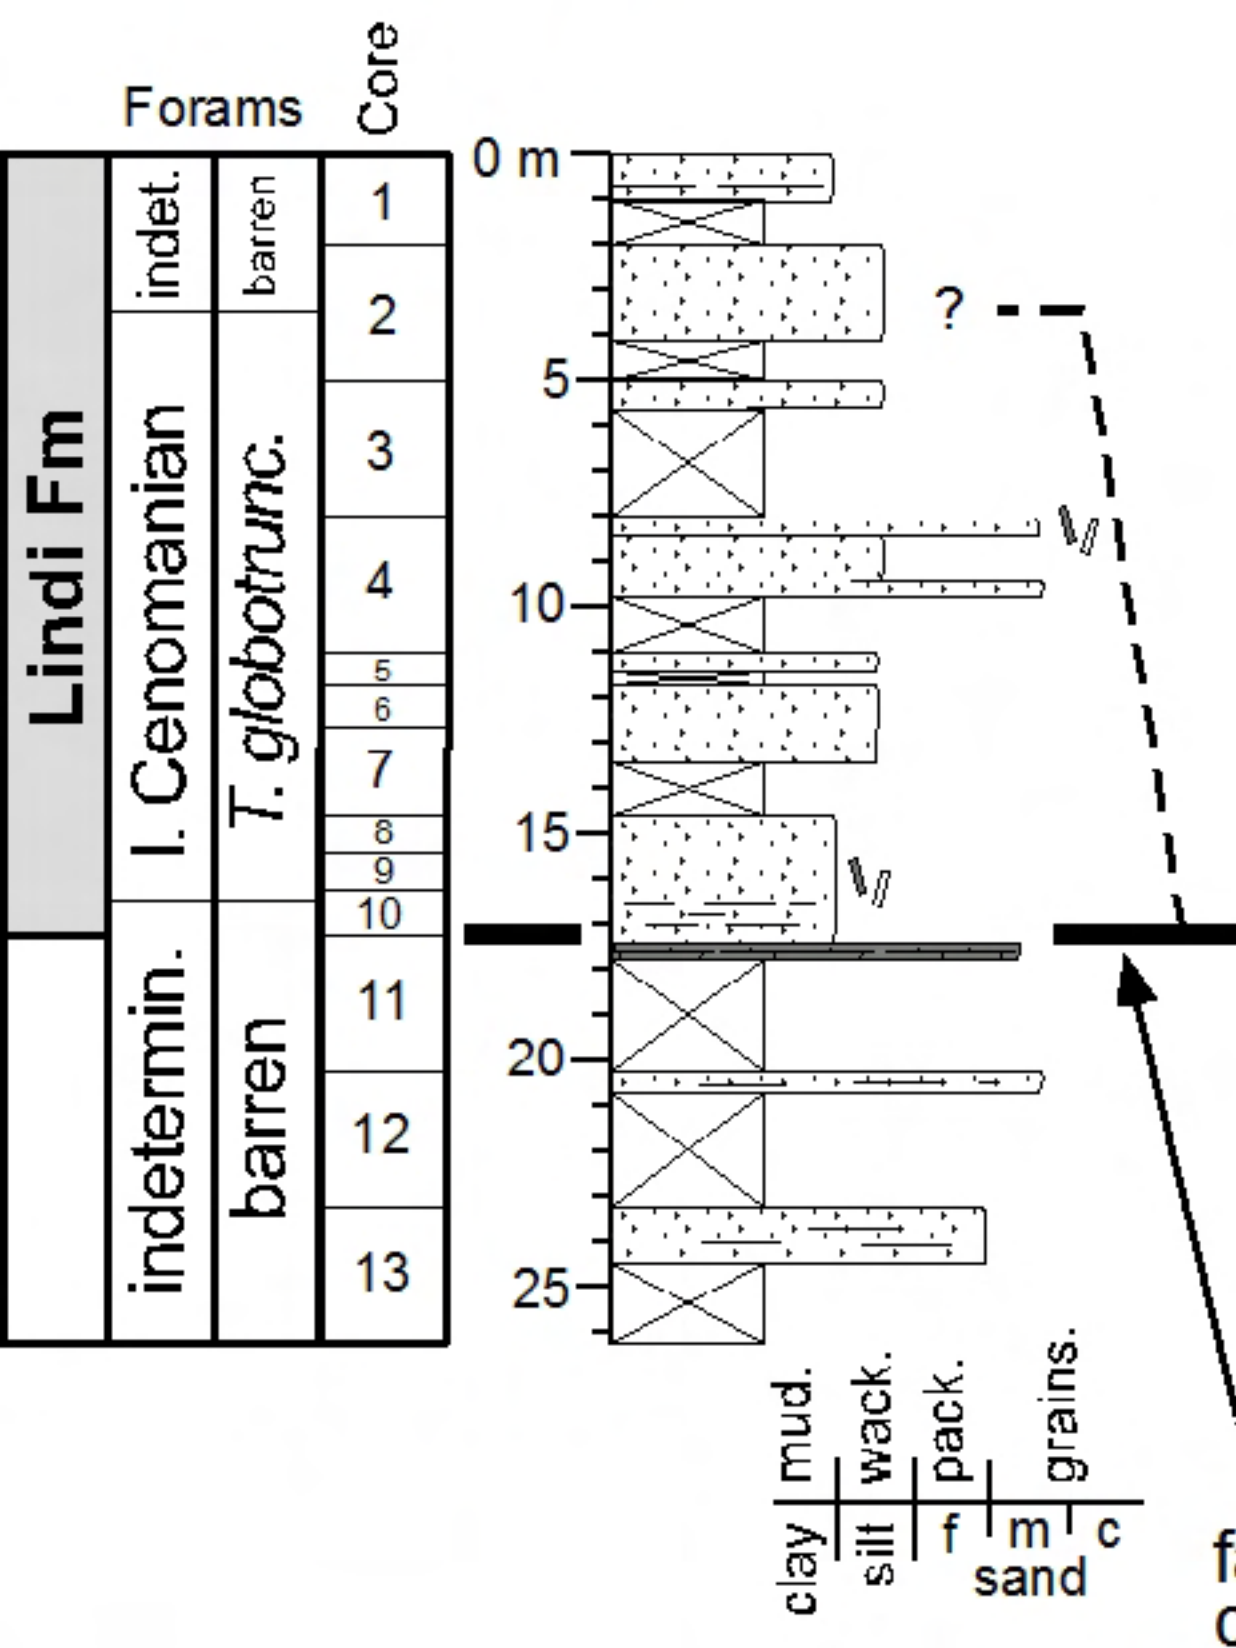 Forams
Core
Lindi Fm
indet.
l. Cenomanian
indetermin.
barren
T. globotrunc.
barren
1
2
3
4
5
6
7
8
9
10
11
12
13
0 m
5
10
15
20
25
?
mud. wack. pack. grains.
clay silt f m c
sand